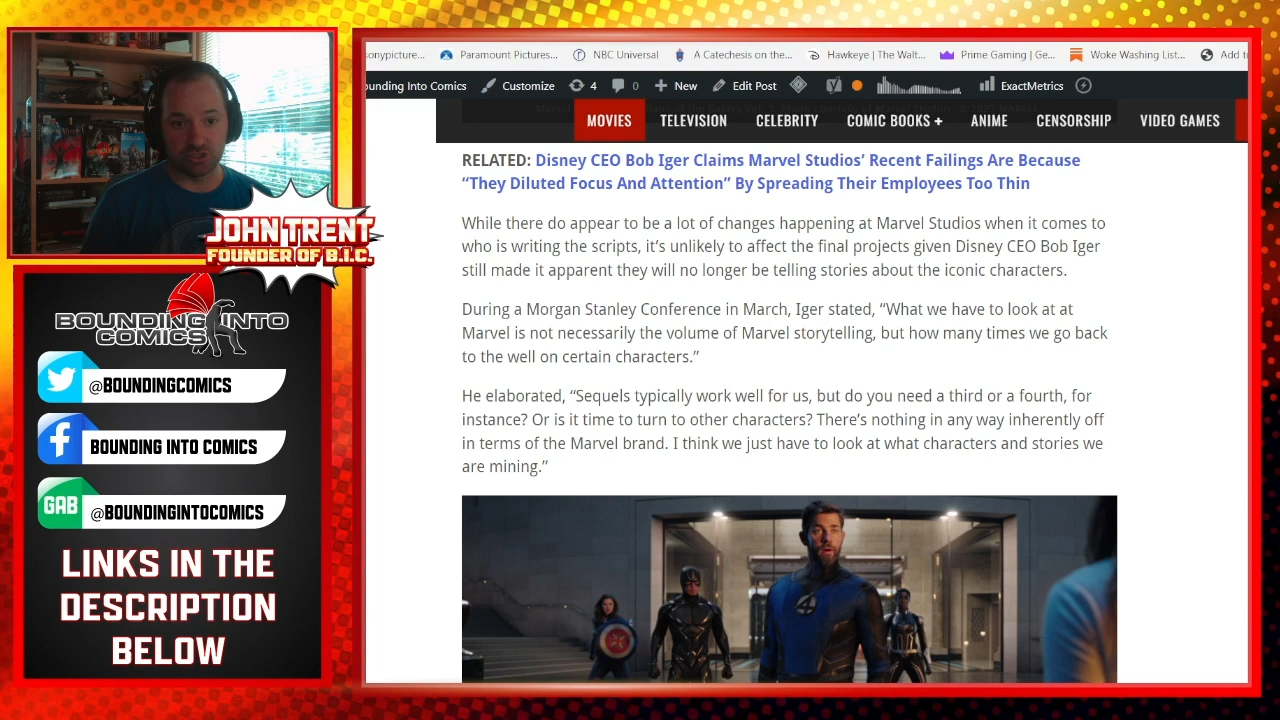 sonypicture...
Paramount Pictures...
NBC Universal
A Catechesis on the...
Hawkeye | The Walt...
Prime Gaming | Ge...
Woke Washing List...
Add t
ounding Into Comics
Customize
4
0
New
Edit Post
ExactMetrics
MOVIES
TELEVISION
CELEBRITY
COMIC BOOKS +
ANIME
CENSORSHIP
VIDEO GAMES
RELATED: Disney CEO Bob Iger Claims Marvel Studios’ Recent Failings Are Because
“They Diluted Focus And Attention” By Spreading Their Employees Too Thin
While there do appear to be a lot of changes happening at Marvel Studios when it comes to
who is writing the scripts, it’s unlikely to affect the final projects given Disney CEO Bob Iger
still made it apparent they will no longer be telling stories about the iconic characters.
During a Morgan Stanley Conference in March, Iger stated, “What we have to look at at
Marvel is not necessarily the volume of Marvel storytelling, but how many times we go back
to the well on certain characters.”
He elaborated, “Sequels typically work well for us, but do you need a third or a fourth, for
instance? Or is it time to turn to other characters? There’s nothing in any way inherently off
in terms of the Marvel brand. I think we just have to look at what characters and stories we
are mining.”
JOHN TRENT
FOUNDER OF B.I.C.
BOUNDING INTO
COMICS
@BOUNDINGCOMICS
BOUNDING INTO COMICS
GAB
@BOUNDINGINTOCOMICS
LINKS IN THE
DESCRIPTION
BELOW